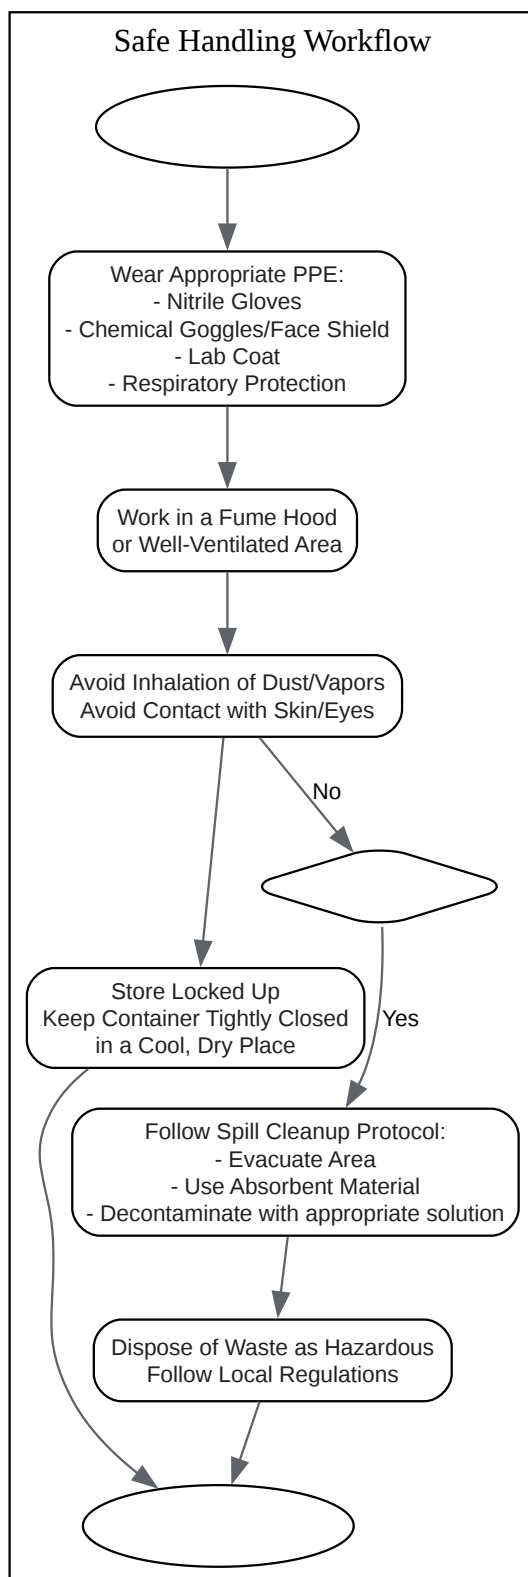 Safe Handling Workflow
Wear Appropriate PPE:
- Nitrile Gloves
- Chemical Goggles/Face Shield
- Lab Coat
- Respiratory Protection
Work in a Fume Hood
or Well-Ventilated Area
Avoid Inhalation of Dust/Vapors
Avoid Contact with Skin/Eyes
No
Store Locked Up
Keep Container Tightly Closed
in a Cool, Dry Place
Yes
Follow Spill Cleanup Protocol:
- Evacuate Area
- Use Absorbent Material
- Decontaminate with appropriate solution
Dispose of Waste as Hazardous
Follow Local Regulations